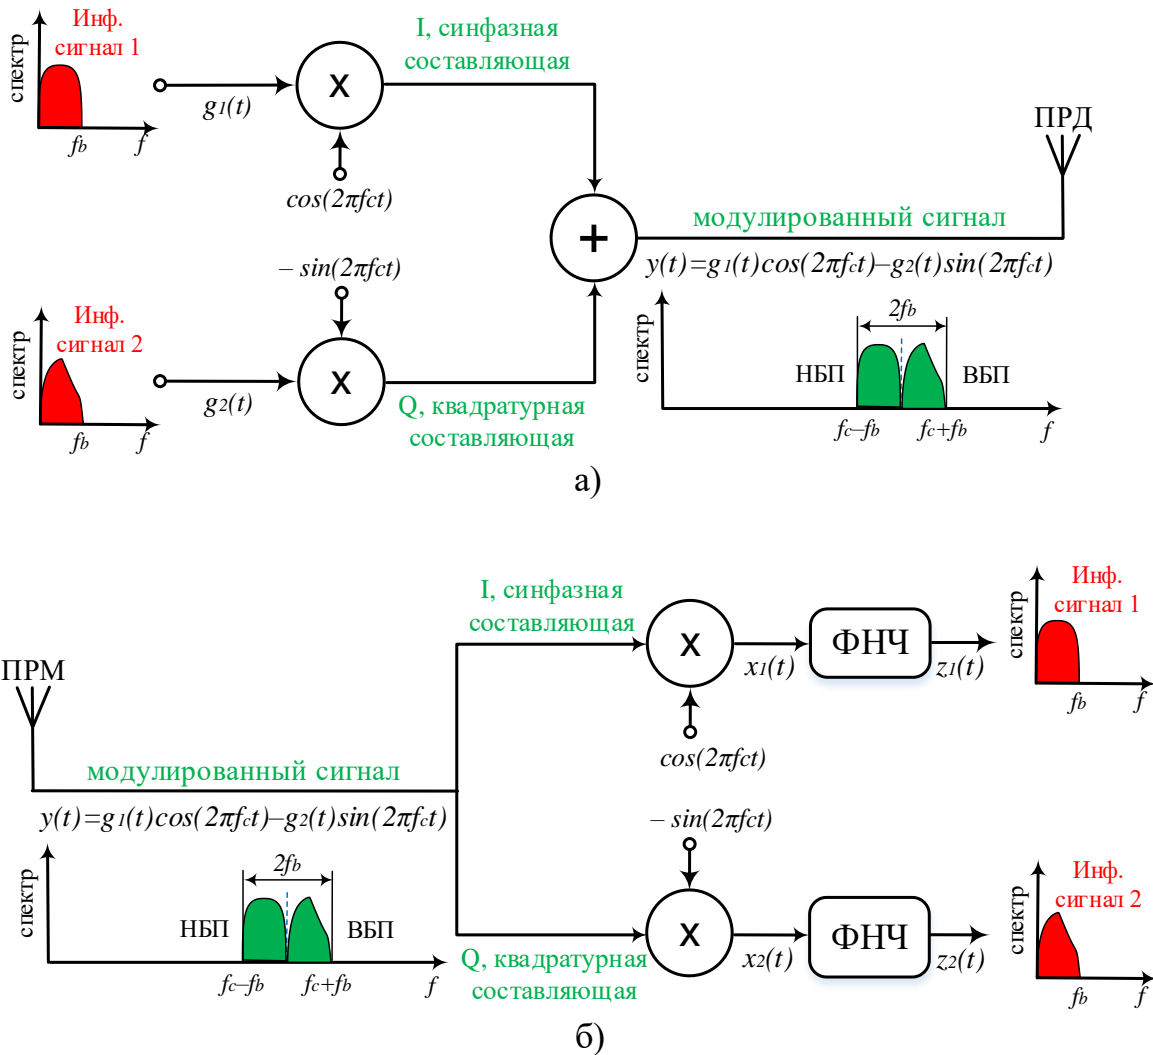 Инф.
сигнал 1
спектр
fb
f
g1(t)
X
cos(2πfct)
I, синфазная
составляющая
ПРД
+
модулированный сигнал
y(t)=g1(t)cos(2πfct)–g2(t)sin(2πfct)
– sin(2πfct)
Инф.
сигнал 2
спектр
fb
f
g2(t)
X
Q, квадратурная
составляющая
спектр
2fb
НБП
ВБП
fc–fb
fc+fb
f
а)
I, синфазная
составляющая
X
cos(2πfct)
x1(t)
ФНЧ
z1(t)
Инф.
сигнал 1
спектр
fb
f
ПРМ
модулированный сигнал
y(t)=g1(t)cos(2πfct)–g2(t)sin(2πfct)
спектр
2fb
НБП
ВБП
fc–fb
fc+fb
f
– sin(2πfct)
X
Q, квадратурная
составляющая
x2(t)
ФНЧ
z2(t)
Инф.
сигнал 2
спектр
fb
f
б)